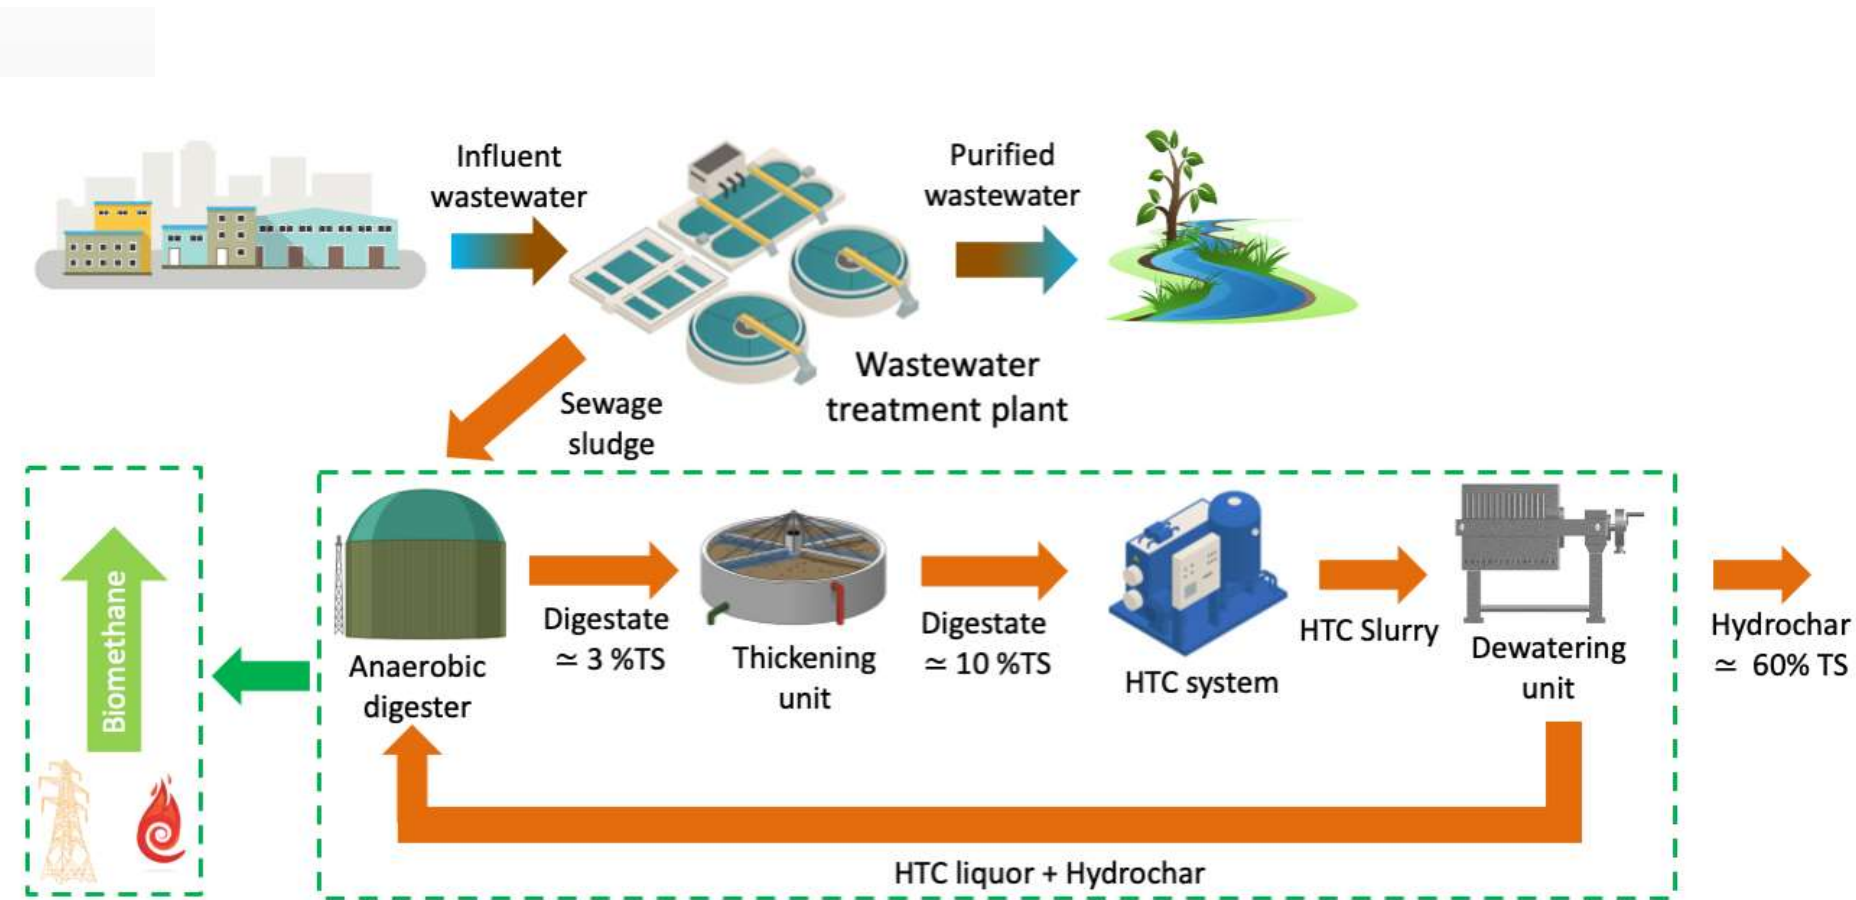 Influent
wastewater
Purified
wastewater
Wastewater
treatment plant
Sewage
sludge
Biomethane
Anaerobic
digester
Digestate
≃ 3 %TS
Thickening
unit
Digestate
≃ 10 %TS
HTC system
HTC Slurry
Dewatering
unit
Hydrochar
≃ 60% TS
HTC liquor + Hydrochar